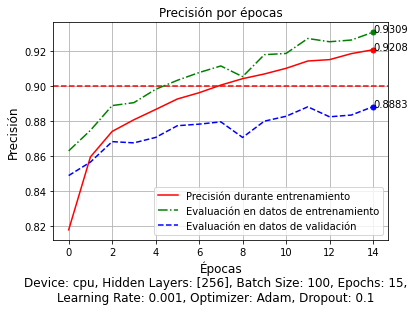 Precisión por épocas
0.9309
0.9208
0.8883
Precisión
0.92
0.90
0.88
0.86
0.84
0.82
Precisión durante entrenamiento
Evaluación en datos de entrenamiento
Evaluación en datos de validación
0 2 4 6 8 10 12 14
Épocas
Device: cpu, Hidden Layers: [256], Batch Size: 100, Epochs: 15,
Learning Rate: 0.001, Optimizer: Adam, Dropout: 0.1